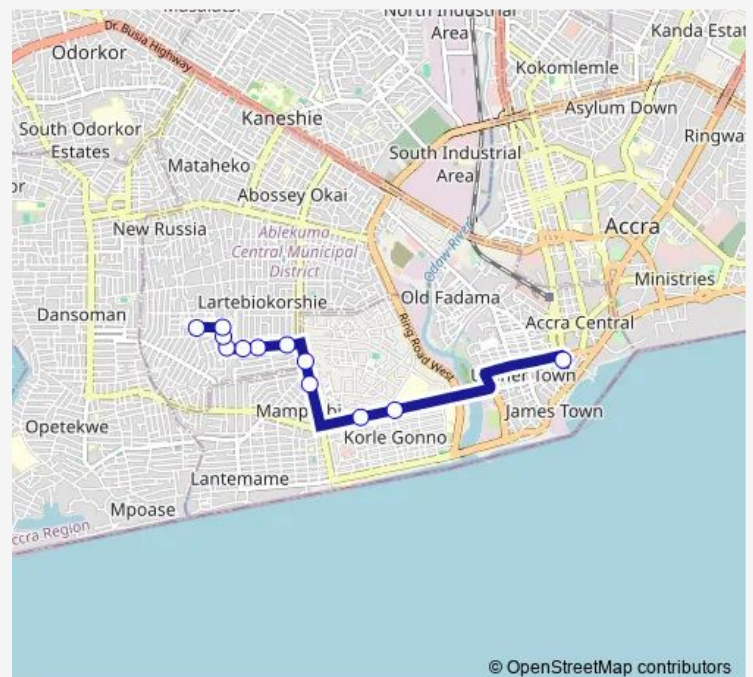 North Industrial
Area
Dr. Busia Highway
Kanda Estat
Odorkor
Kokomlemle
Kaneshie
Asylum Down
South Odorkor
Estates
Ringwa
South Industrial
Area
Mataheko
or
Abossey Okai
New Russia
Ablekuma
Central Municipal
District
Accra
Odaw River
Ministries
Lartebiokorshie
Old Fadama
Dansoman
Accra Central
Ring Road West
James Town
Opetekwe
Korle Gonno
Lantemame
Mpoase
ccra Region
© OpenStreetMap contributors